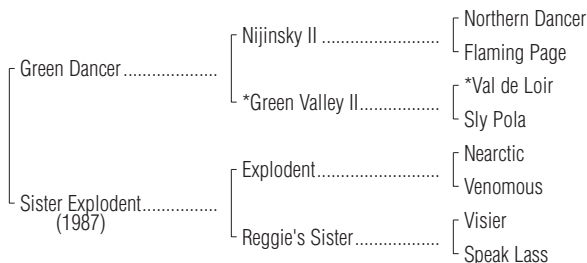 Northern Dancer
Nijinsky II ........................
Flaming Page
Green Dancer ...................
*Val de Loir
*Green Valley II ................
Sly Pola
Nearctic
Explodent .........................
Venomous
Sister Explodent ...............
(1987)
Visier
Reggie's Sister .................
Speak Lass